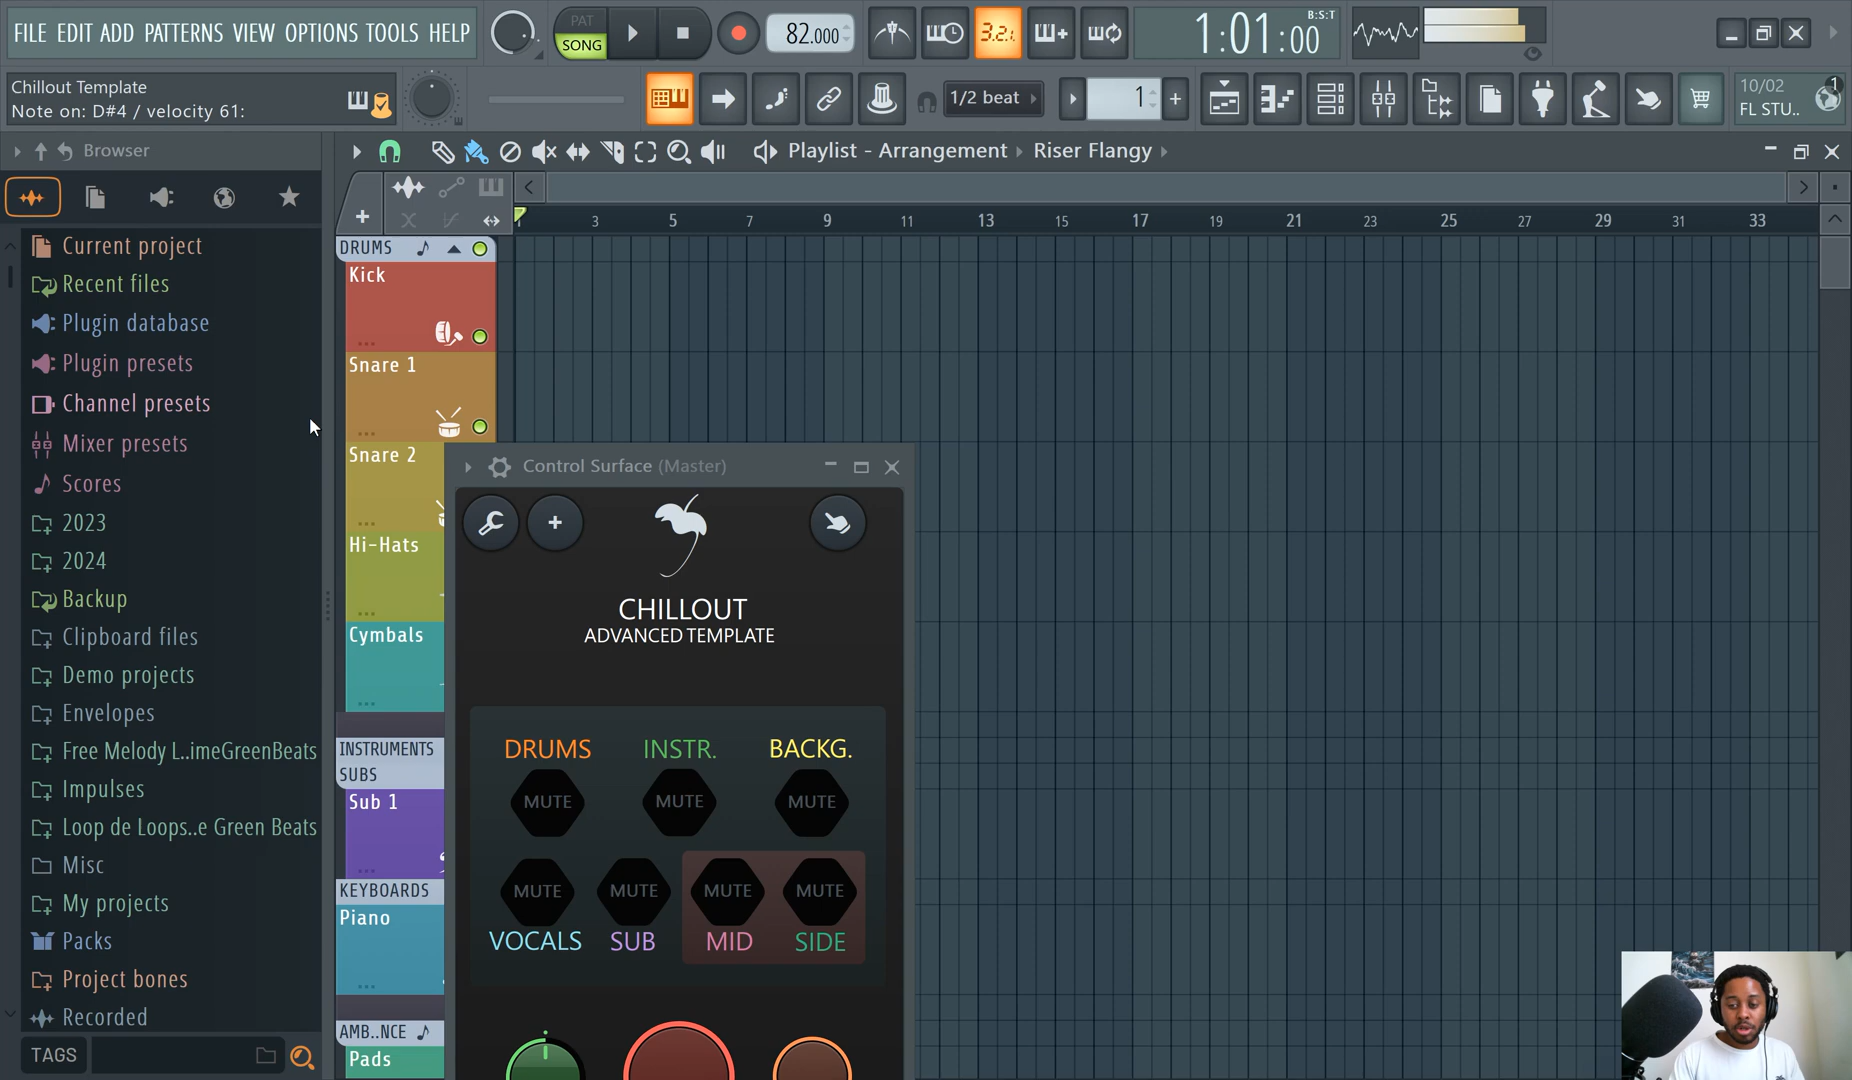 FILE EDIT ADD PATTERNS VIEW OPTIONS TOOLS HELP
PAT
SONG
82.000
3.2.
1:01:00
B:S:T
Chillout Template
Note on: D#4 / velocity 61:
1/2 beat
1
10/02
1
FL STU..
Browser
Playlist - Arrangement
Riser Flangy
3
5
7
9
11
13
15
17
19
21
23
25
27
29
31
33
Current project
Recent files
Plugin database
Plugin presets
Channel presets
Mixer presets
Scores
2023
2024
Backup
Clipboard files
Demo projects
Envelopes
Free Melody L..imeGreenBeats
Impulses
Loop de Loops..e Green Beats
Misc
My projects
Packs
Project bones
Recorded
TAGS
DRUMS
Kick
Snare 1
Snare 2
Hi-Hats
Cymbals
INSTRUMENTS
SUBS
Sub 1
KEYBOARDS
Piano
AMB..NCE
Pads
Control Surface (Master)
CHILLOUT
ADVANCED TEMPLATE
DRUMS
INSTR.
BACKG.
MUTE
MUTE
MUTE
MUTE
MUTE
MUTE
MUTE
VOCALS
SUB
MID
SIDE